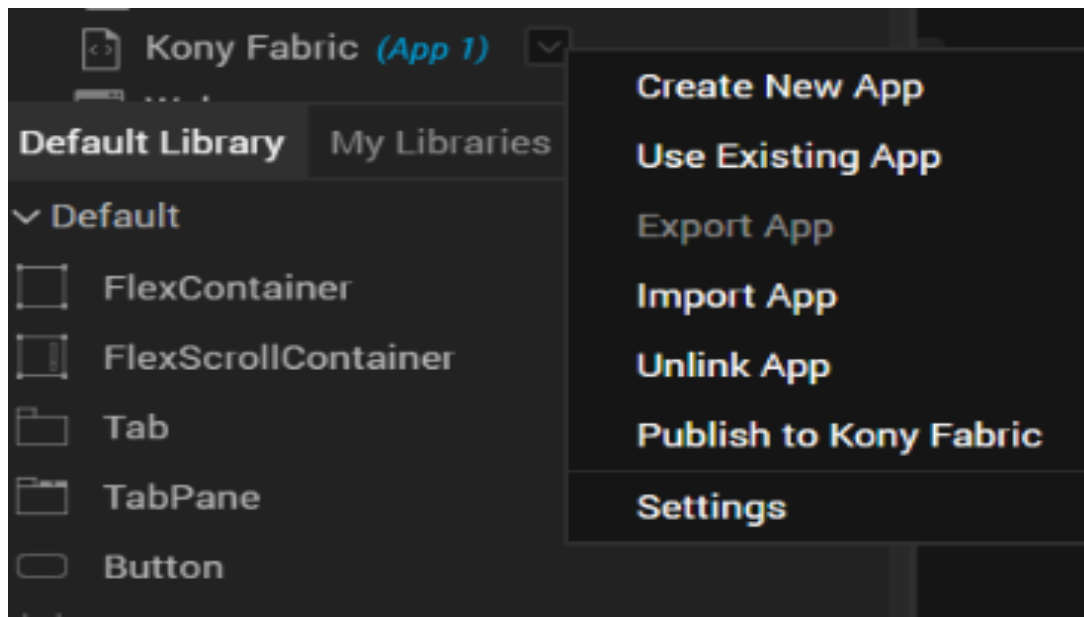 Kony Fabric (App 1)
Default Library
My Libraries
Default
FlexContainer
FlexScrollContainer
Tab
TabPane
Button
Create New App
Use Existing App
Export App
Import App
Unlink App
Publish to Kony Fabric
Settings